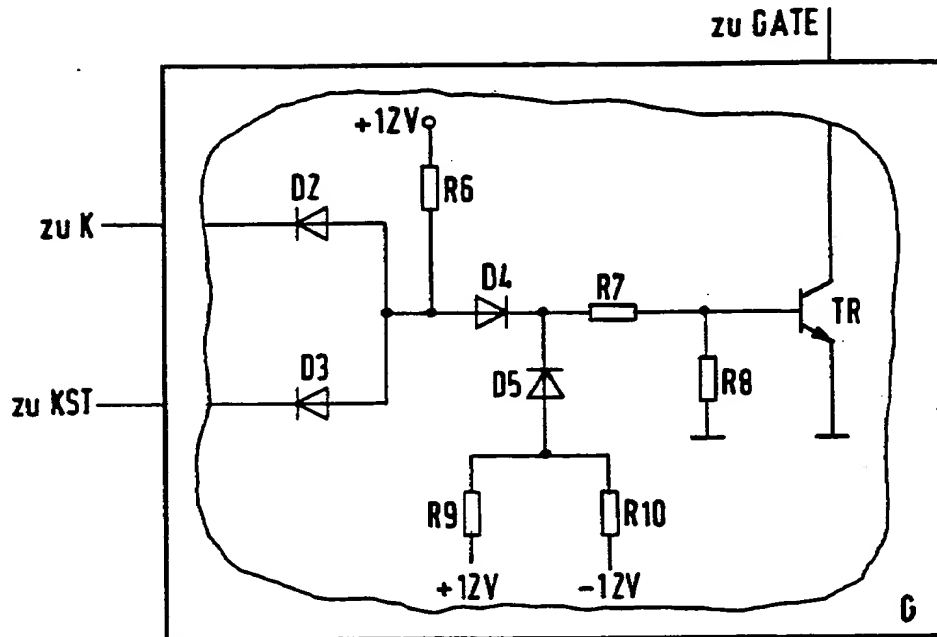 zu GATE
+12V
R6
D2
zu K
D4
R7
TR
D3
D5
R8
zu KST
R9
R10
+12V
-12V
G